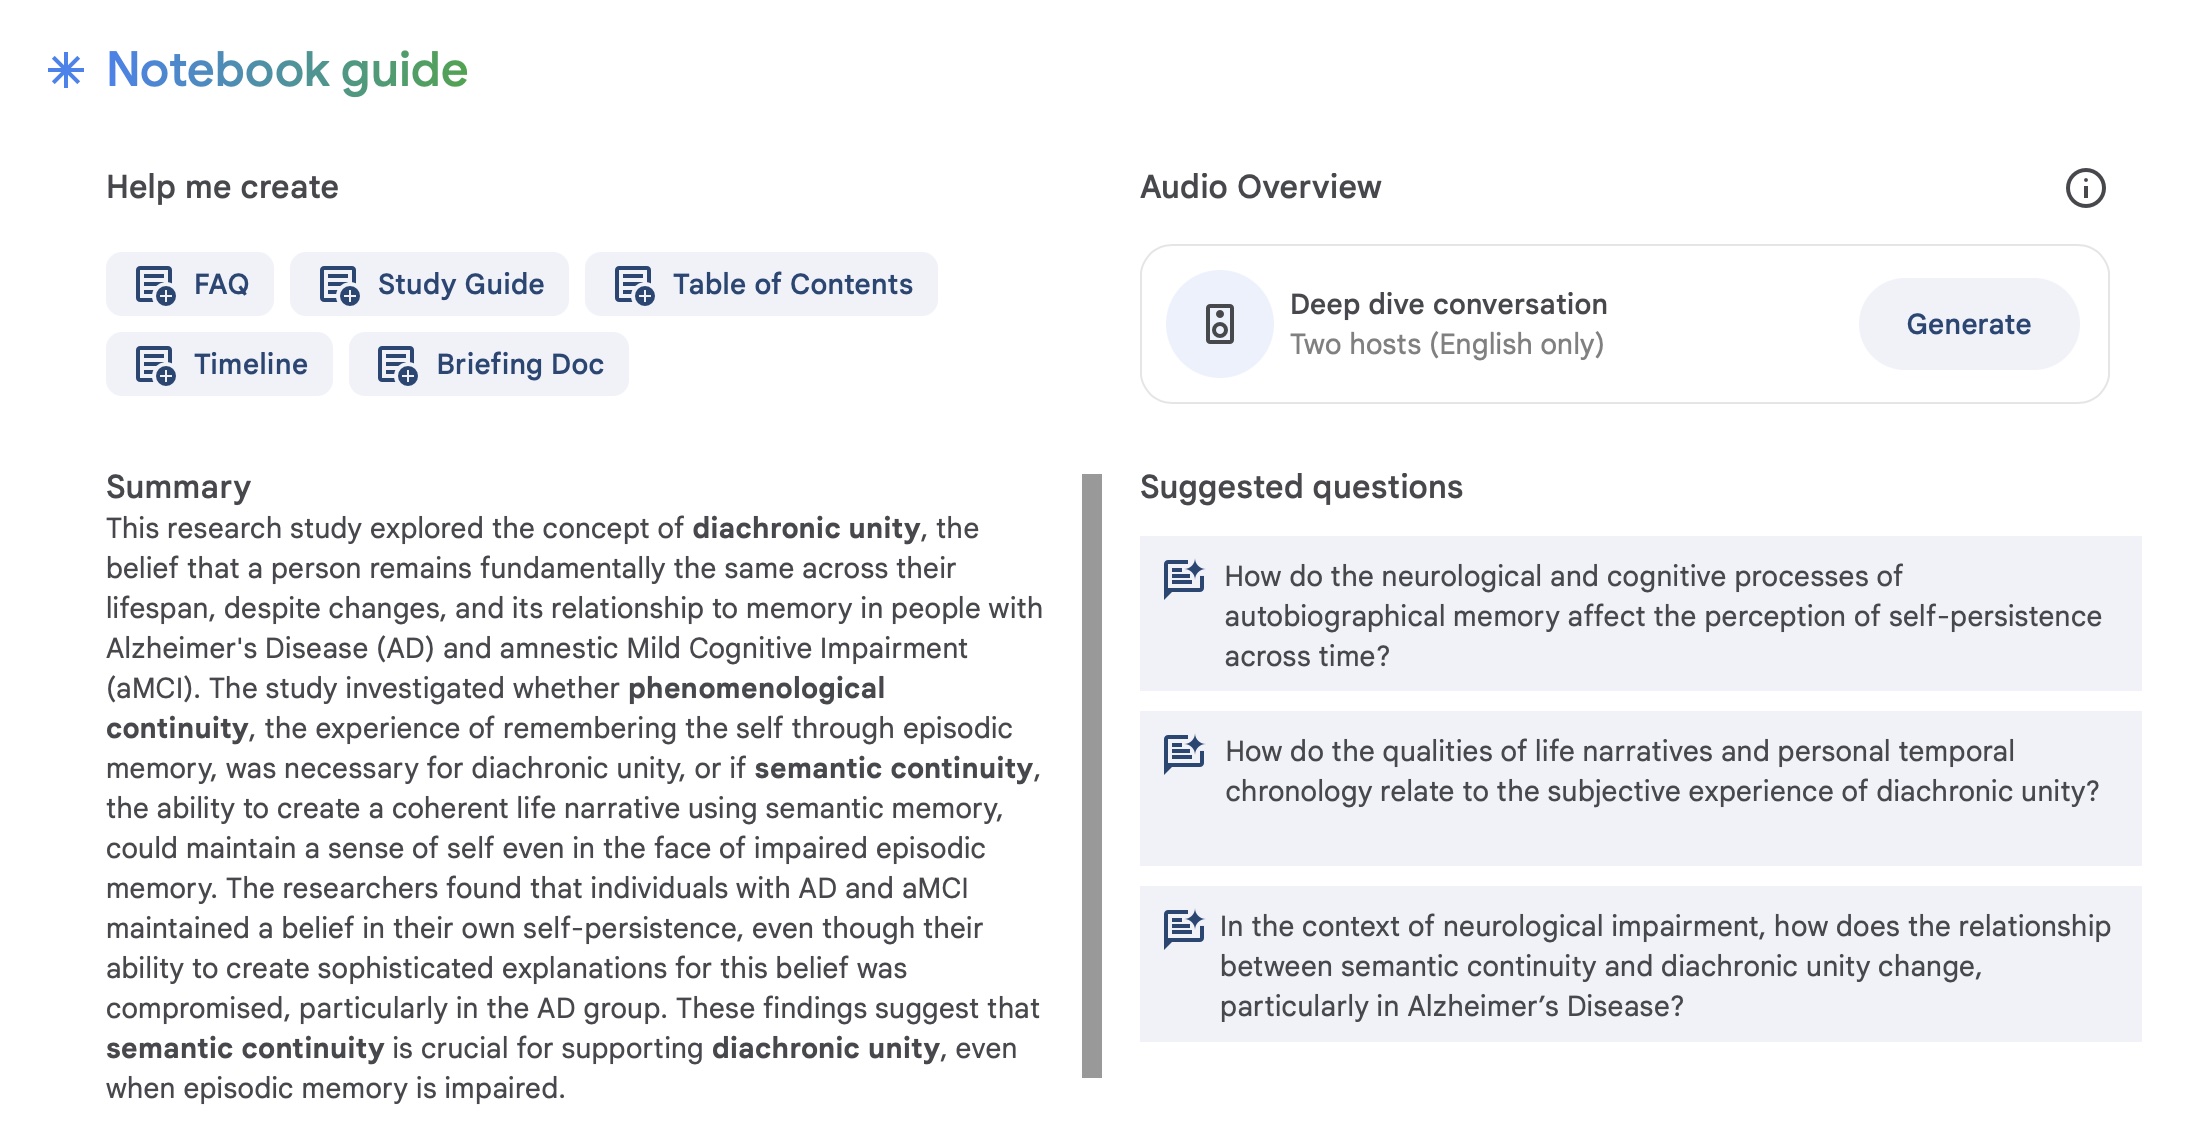 Notebook guide
Help me create
FAQ
Study Guide
Table of Contents
Timeline
Briefing Doc
Audio Overview
Deep dive conversation
Two hosts (English only)
Generate
Summary
This research study explored the concept of diachronic unity, the
belief that a person remains fundamentally the same across their
lifespan, despite changes, and its relationship to memory in people with
Alzheimer's Disease (AD) and amnestic Mild Cognitive Impairment
(aMCI). The study investigated whether phenomenological
continuity, the experience of remembering the self through episodic
memory, was necessary for diachronic unity, or if semantic continuity,
the ability to create a coherent life narrative using semantic memory,
could maintain a sense of self even in the face of impaired episodic
memory. The researchers found that individuals with AD and aMCI
maintained a belief in their own self-persistence, even though their
ability to create sophisticated explanations for this belief was
compromised, particularly in the AD group. These findings suggest that
semantic continuity is crucial for supporting diachronic unity, even
when episodic memory is impaired.
Suggested questions
How do the neurological and cognitive processes of
autobiographical memory affect the perception of self-persistence
across time?
How do the qualities of life narratives and personal temporal
chronology relate to the subjective experience of diachronic unity?
In the context of neurological impairment, how does the relationship
between semantic continuity and diachronic unity change,
particularly in Alzheimer’s Disease?